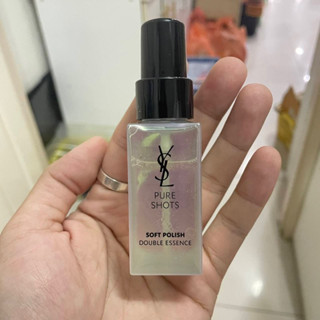 YSL
PURE
SHOTS
SOFT POLISH
DOUBLE ESSENCE